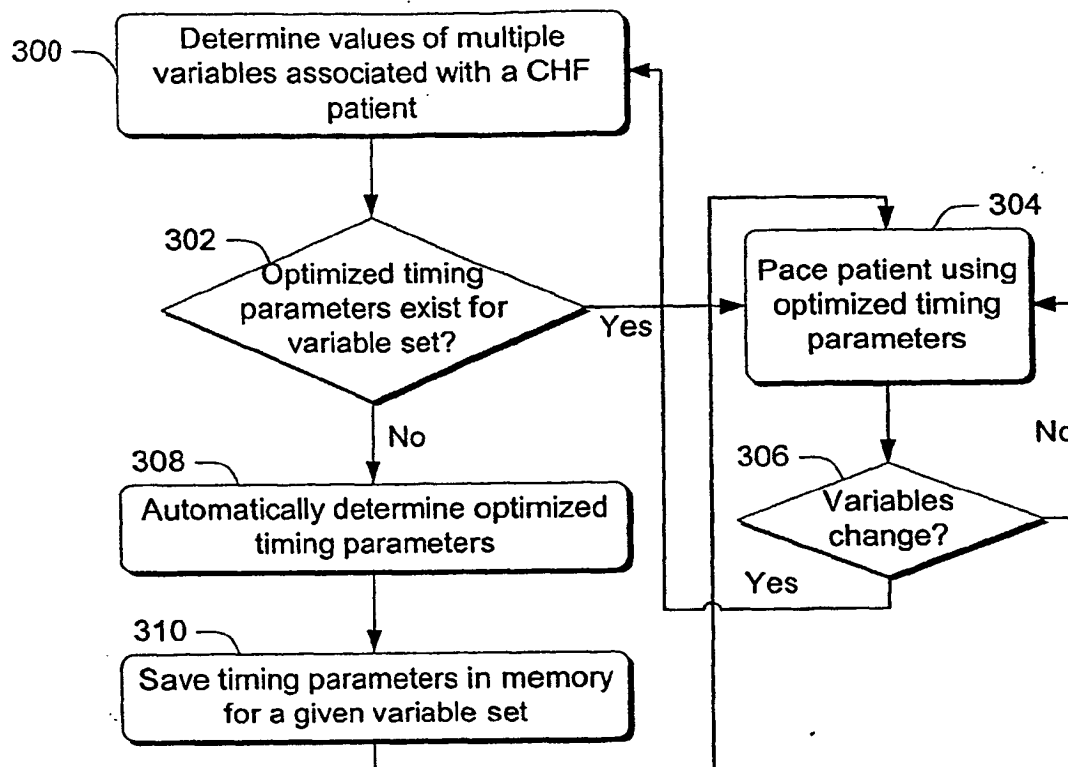 300
Determine values of multiple
variables associated with a CHF
patient
302
Optimized timing
parameters exist for
variable set?
Yes
No
304
Pace patient using
optimized timing
parameters
306
Variables
change?
Yes
No
308
Automatically determine optimized
timing parameters
310
Save timing parameters in memory
for a given variable set